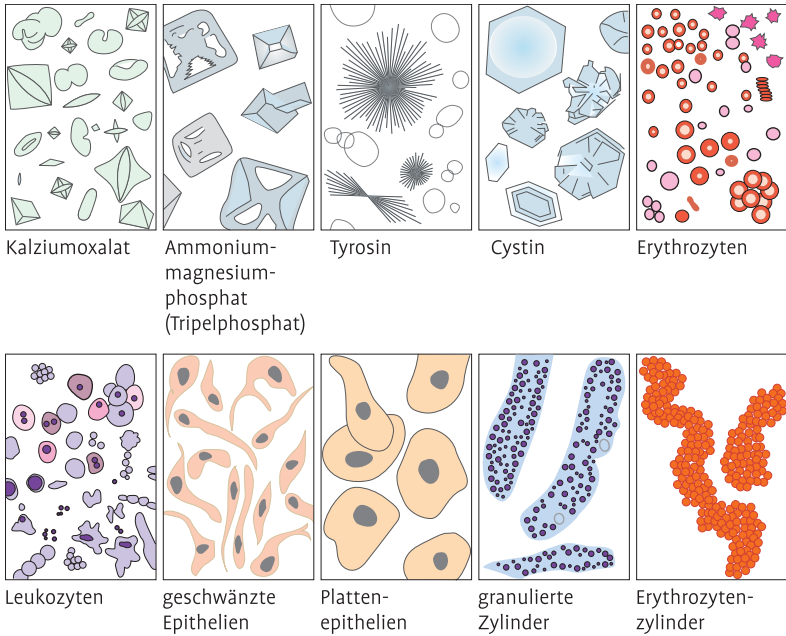 Kalziumoxalat
Ammonium-
magnesium-
phosphat
(Tripelphosphat)
Tyrosin
Cystin
Erythrozyten
Leukozyten
geschwänzte
Epithelien
Platten-
epithelien
granulierte
Zylinder
Erythrozyten-
zylinder